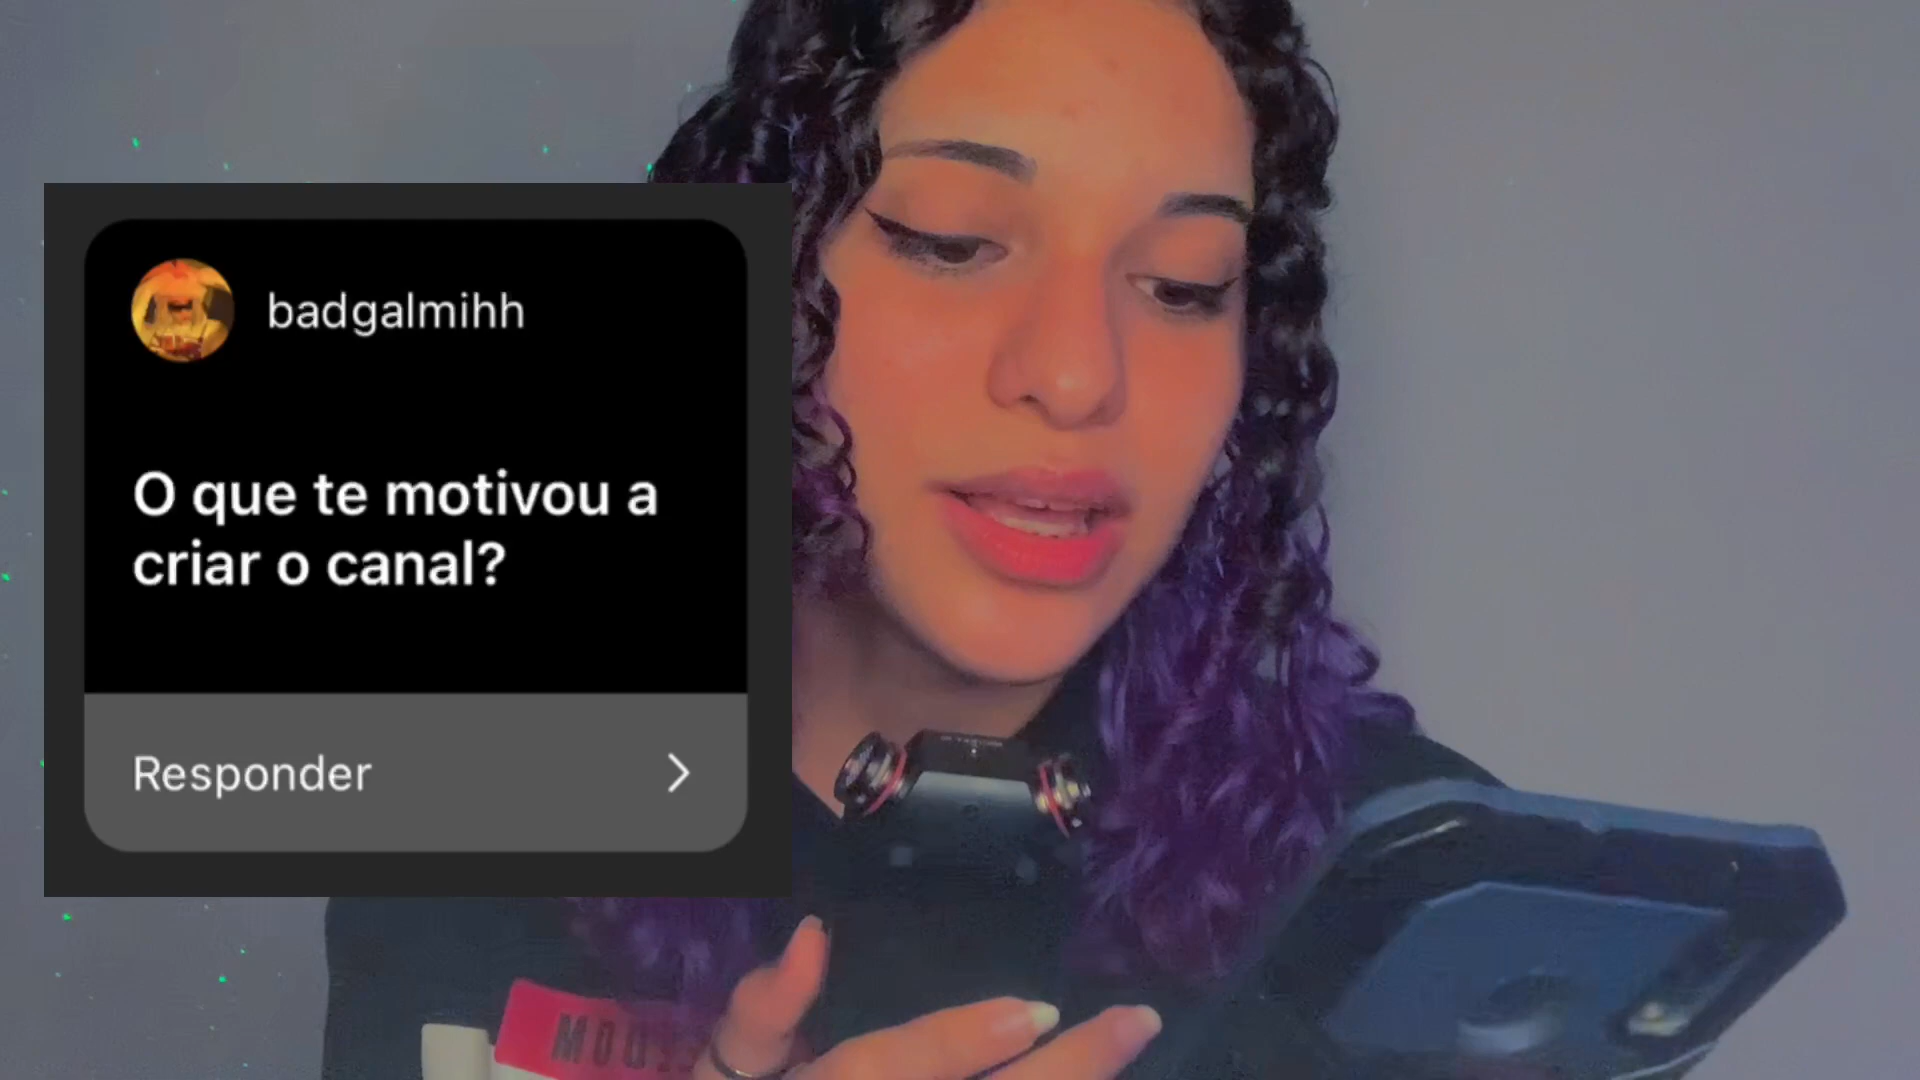 badgalmihh
O que te motivou a
criar o canal?
Responder